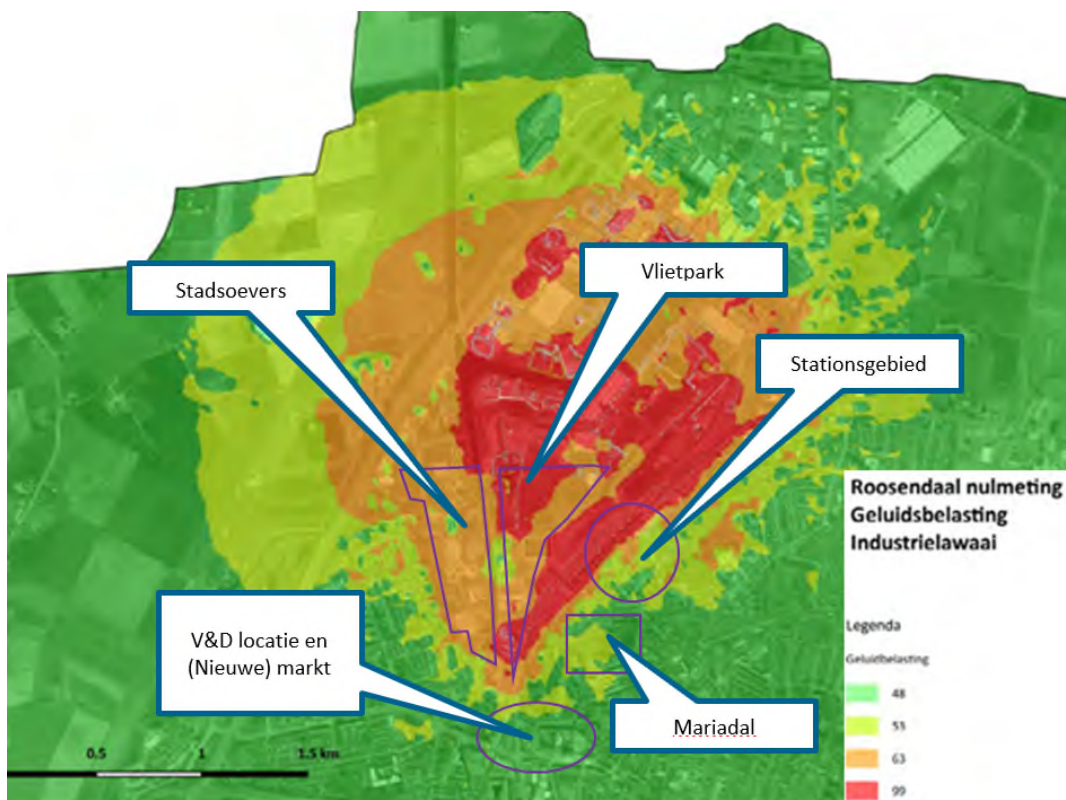 Stadsoevers
Vlietpark
Stationsgebied
V&D locatie en
(Nieuwe) markt
Mariadal
0.5
1
1.5 km
Roosendaal nulmeting
Geluidsbelasting
Industrielawaai
Legenda
Geluidbelasting
48
53
63
99